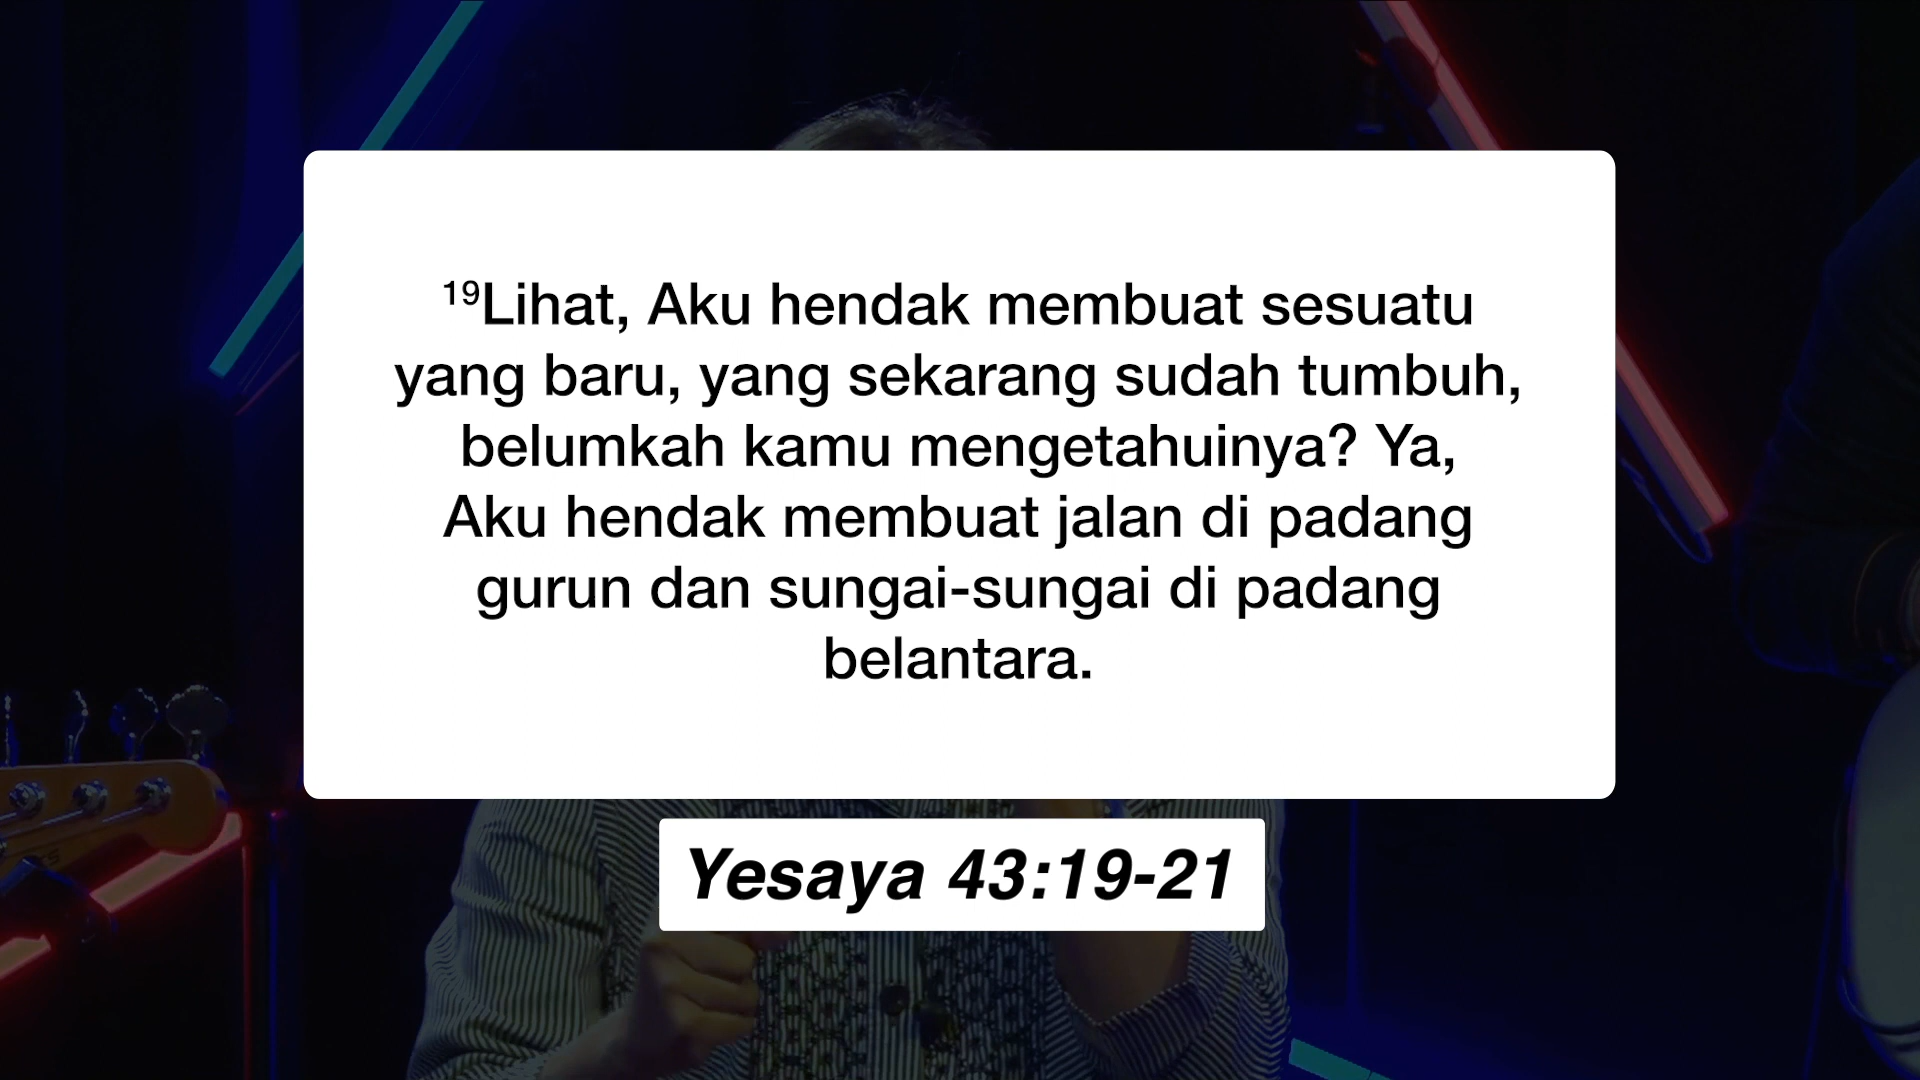 ¹⁹Lihat, Aku hendak membuat sesuatu
yang baru, yang sekarang sudah tumbuh,
belumkah kamu mengetahuinya? Ya,
Aku hendak membuat jalan di padang
gurun dan sungai-sungai di padang
belantara.
Yesaya 43:19-21